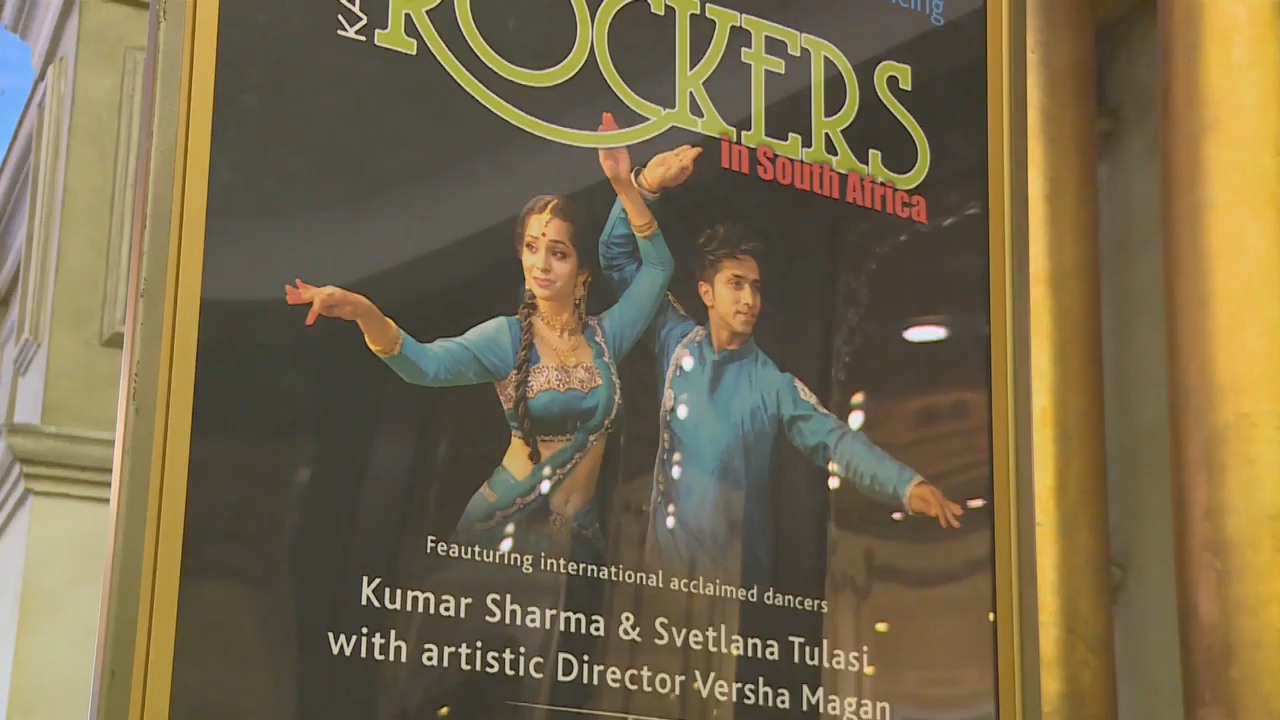 ROCKERS
in South Africa
Feauturing international acclaimed dancers
Kumar Sharma & Svetlana Tulasi
with artistic Director Versha Magan